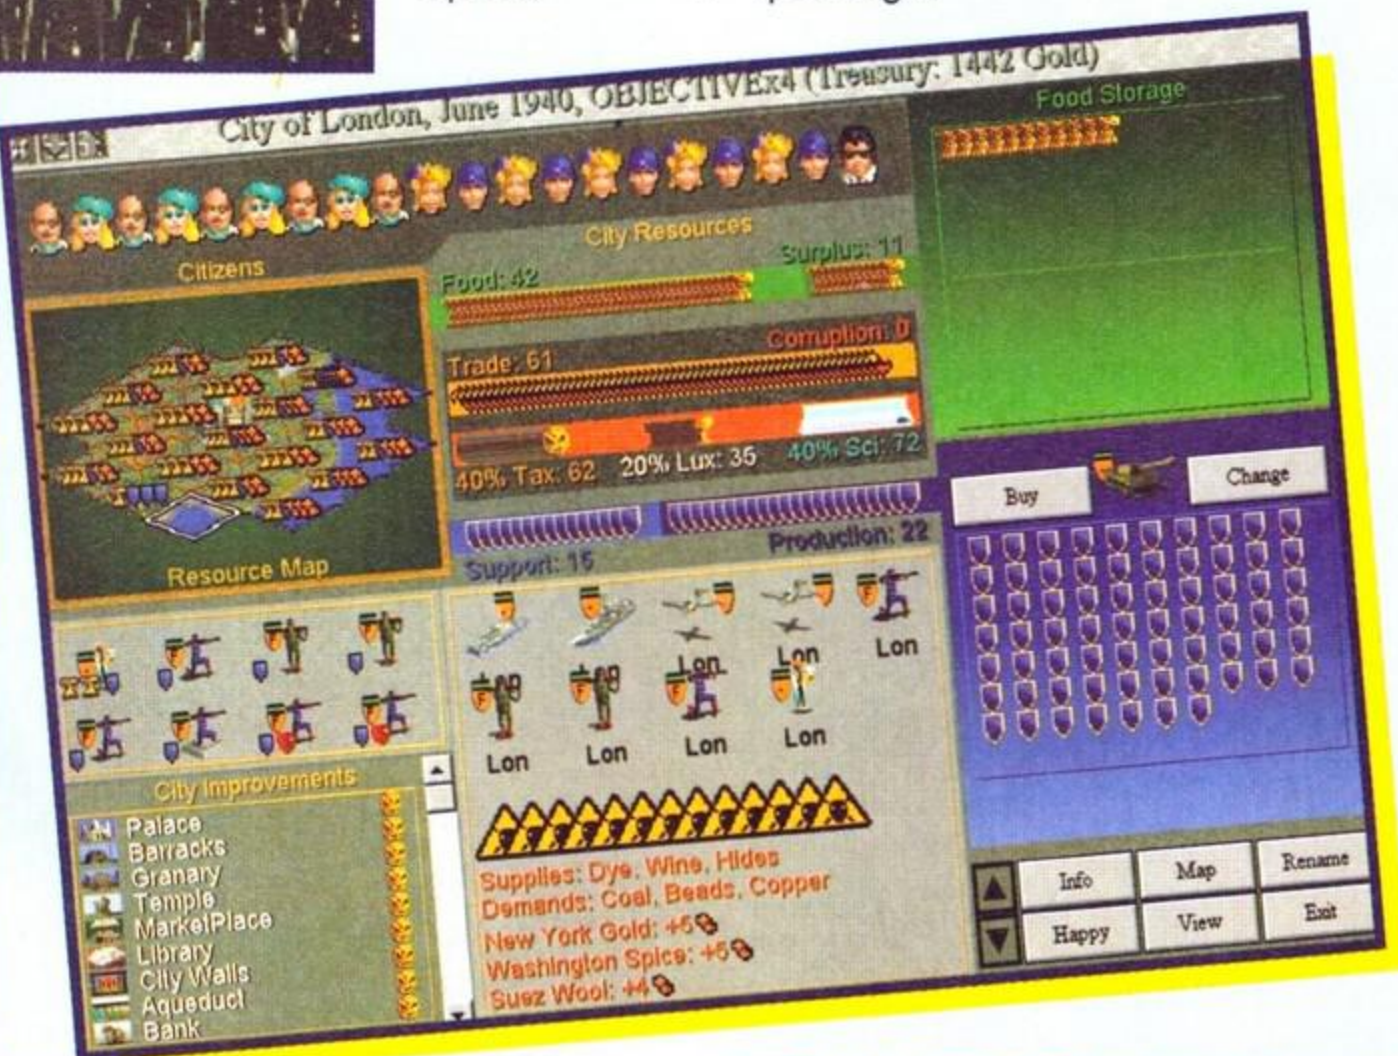 City of London, June 1940, OBJECTIVEx4 (Treasury: 1442 Gold)
Food Storage
City Resources
Citizens
Food: 42
Surplus: 11
Trade: 61
Corruption: 0
40% Tax: 62 20% Lux: 35 40% Sci: 72
Buy
Change
Resource Map
Support: 15
Production: 22
Lon
Lon
Lon
Lon
Lon
Lon
Lon
City Improvements
Palace
Barracks
Granary
Temple
MarketPlace
Library
City Walls
Aqueduct
Bank
Supplies: Dye, Wine, Hides
Demands: Coal, Beads, Copper
New York Gold: +5
Washington Spice: +5
Suez Wool: +4
Info
Map
Rename
Happy
View
Exit